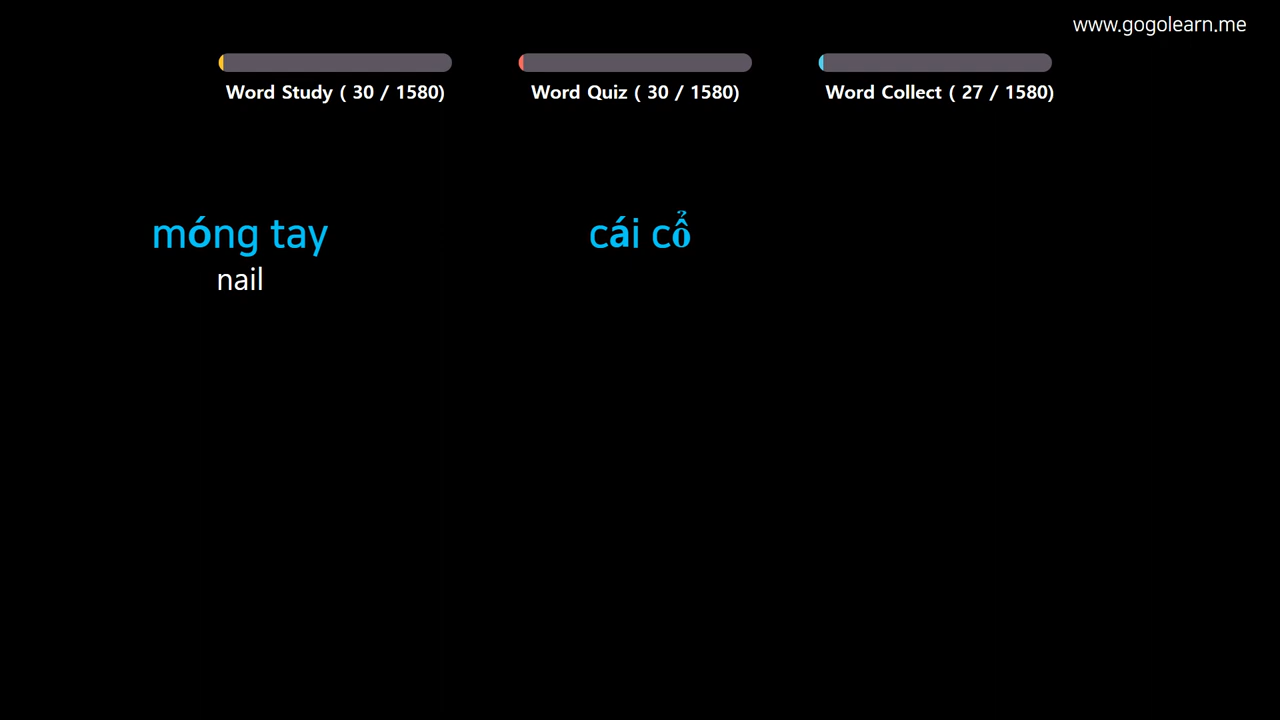 www.gogolearn.me
Word Study ( 30 / 1580)
Word Quiz ( 30 / 1580)
Word Collect ( 27 / 1580)
móng tay
nail
cái cổ